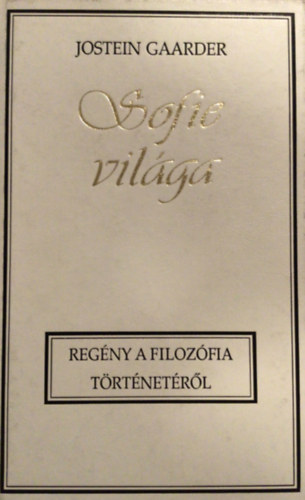 JOSTEIN GAARDER
Sofie
világa
REGÉNY A FILOZÓFIA
TÖRTÉNETÉRŐL